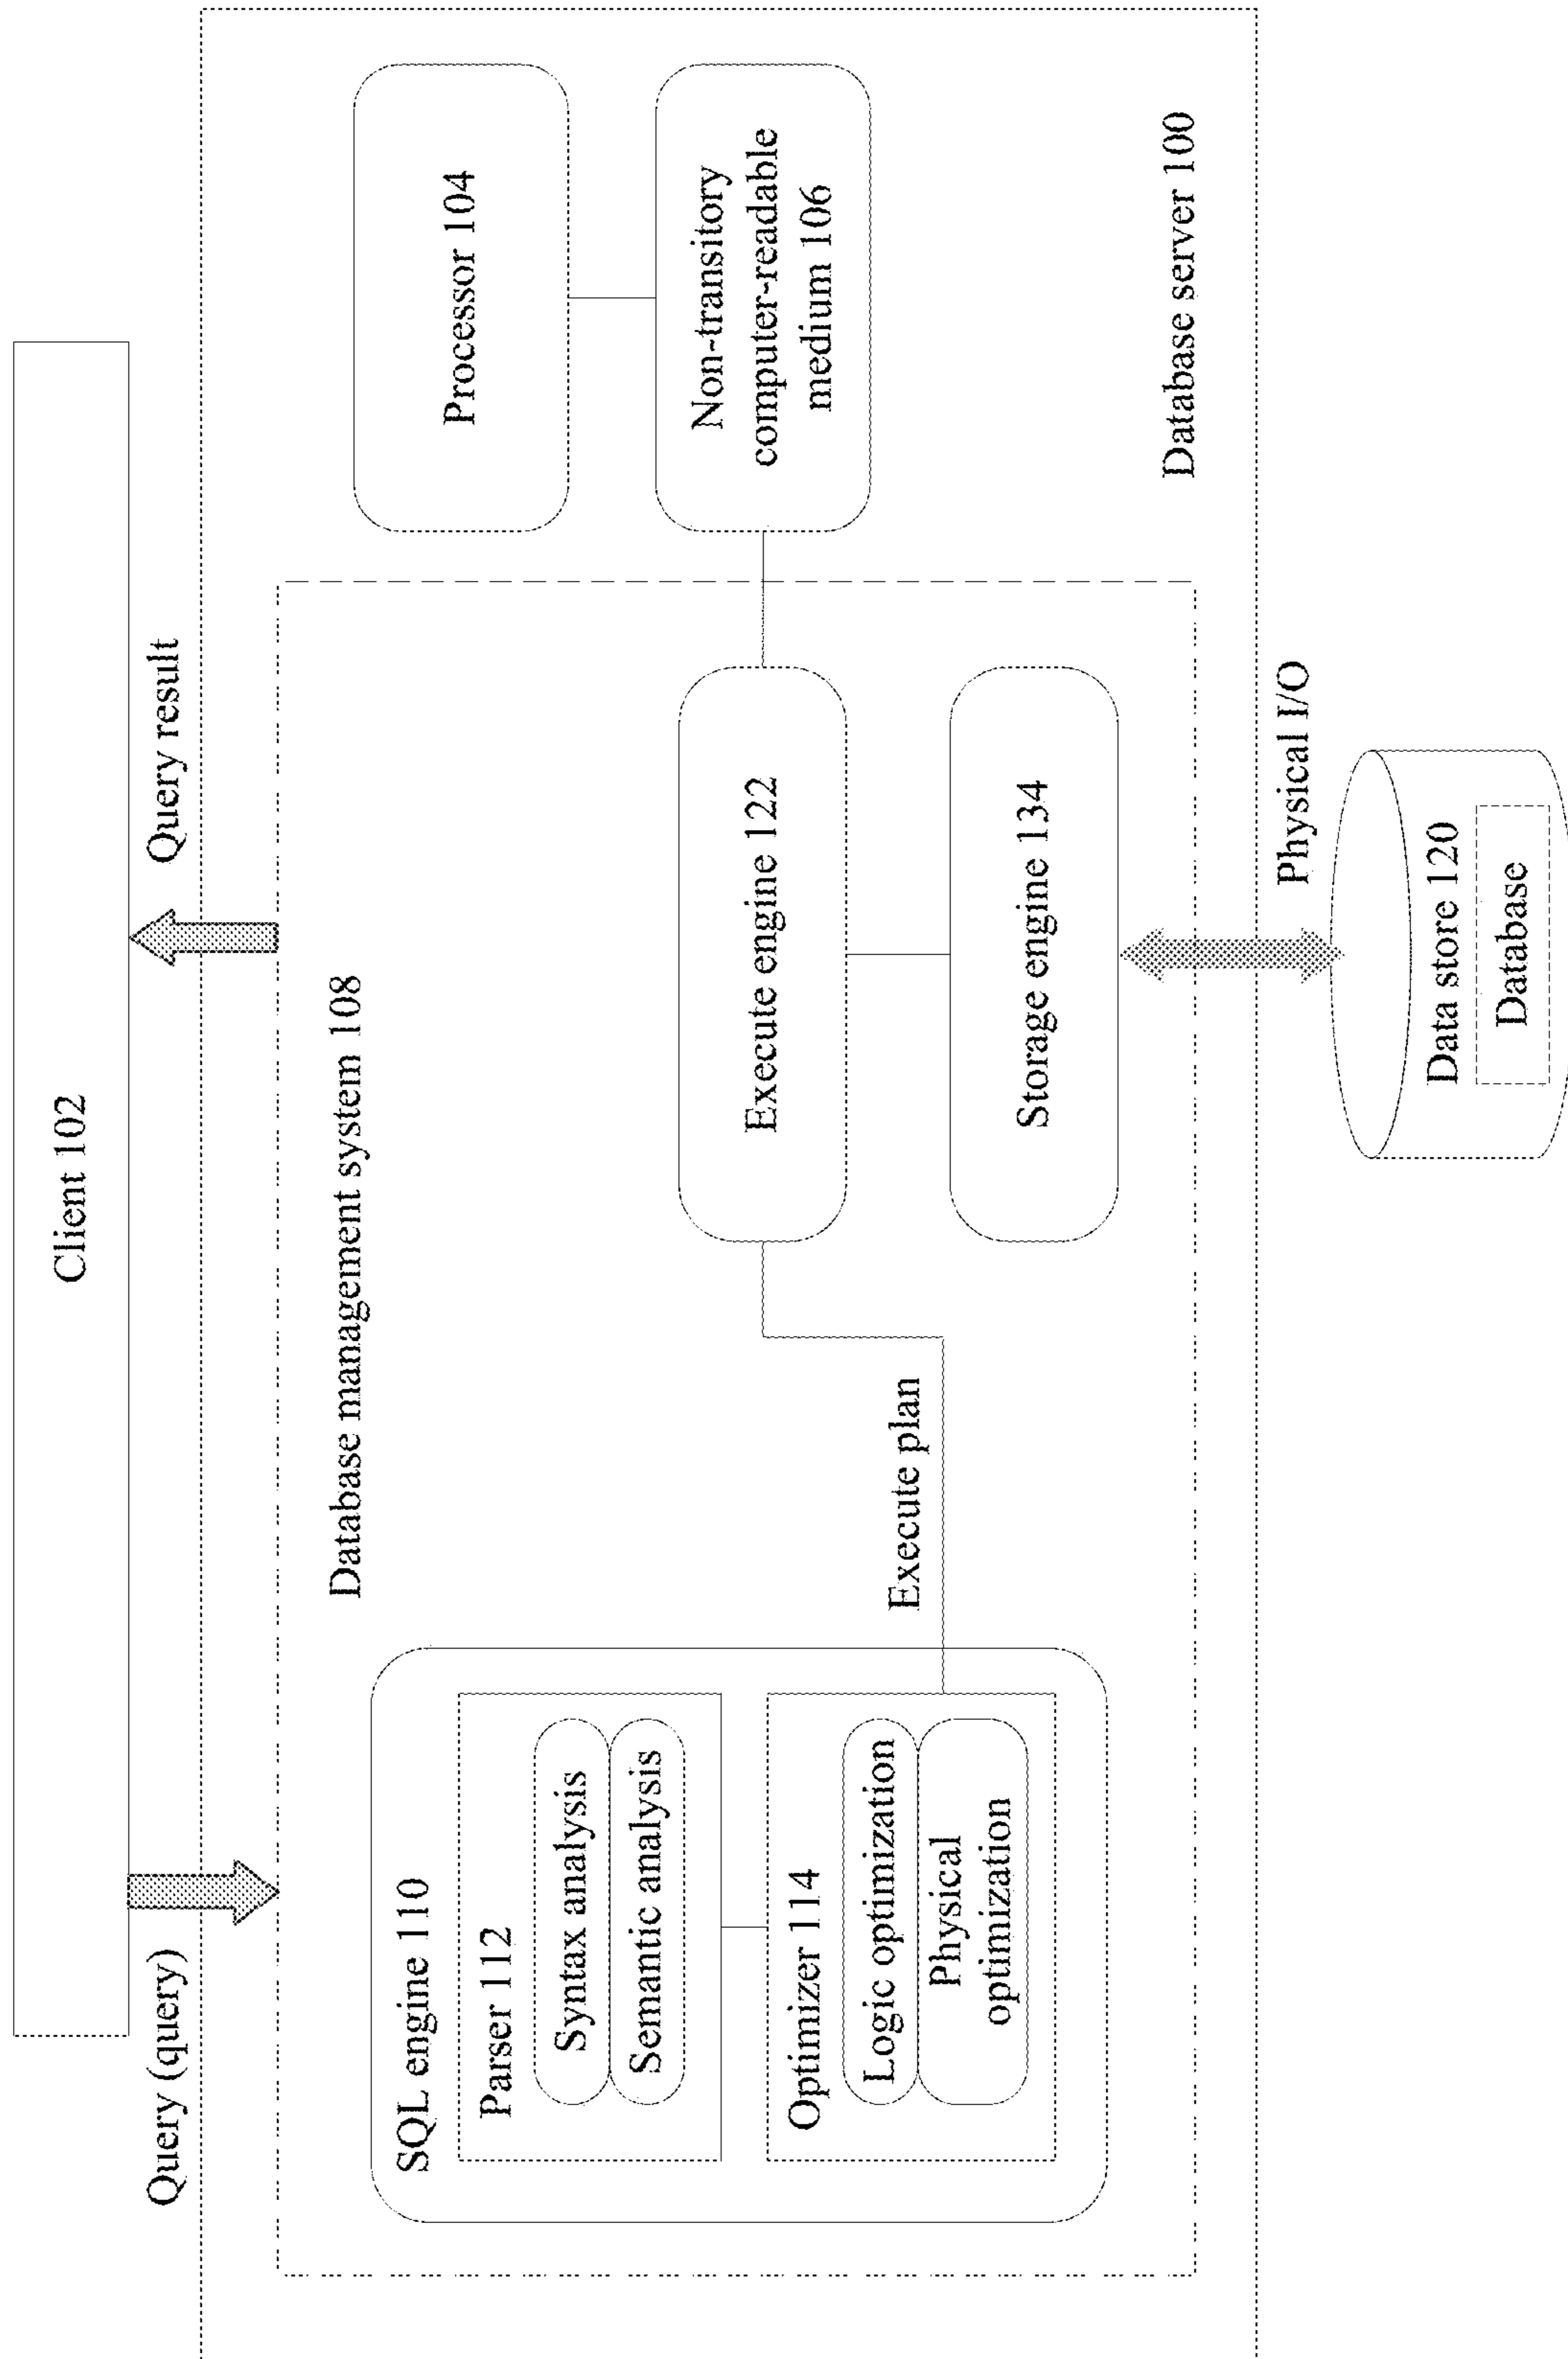 Client 102
Query (query)
Query result
Database management system 108
SQL engine 110
Parser 112
Syntax analysis
Semantic analysis
Optimizer 114
Logic optimization
Physical
optimization
Execute plan
Execute engine 122
Storage engine 134
Processor 104
Non-transitory
computer-readable
medium 106
Database server 100
Physical I/O
Data store 120
Database